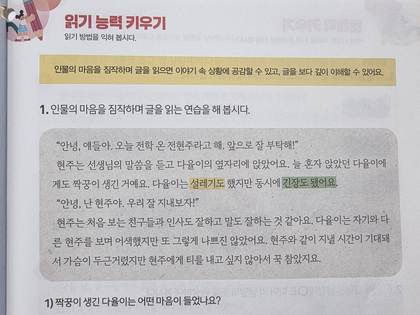 읽기 능력 키우기
읽기 방법을 익혀 봅시다.
인물의 마음을 짐작하며 글을 읽으면 이야기 속 상황에 공감할 수 있고, 글을 보다 깊이 이해할 수 있어요.
1. 인물의 마음을 짐작하며 글을 읽는 연습을 해 봅시다.
“안녕, 얘들아. 오늘 전학 온 전현주라고 해. 앞으로 잘 부탁해!”
현주는 선생님의 말씀을 듣고 다율이의 옆자리에 앉았어요. 늘 혼자 앉았던 다율이에
게도 짝꿍이 생긴 거예요. 다율이는 설레기도 했지만 동시에 긴장도 됐어요.
“안녕, 난 현주야. 우리 잘 지내보자!”
현주는 처음 보는 친구들과 인사도 잘하고 말도 잘하는 것 같아요. 다율이는 자기와 다
른 현주를 보며 어색했지만 또 그렇게 나쁘진 않았어요. 현주와 같이 지낼 시간이 기대돼
서 가슴이 두근거렸지만 현주에게 티를 내고 싶지 않아서 꾹 참았지요.
1) 짝꿍이 생긴 다율이는 어떤 마음이 들었나요?